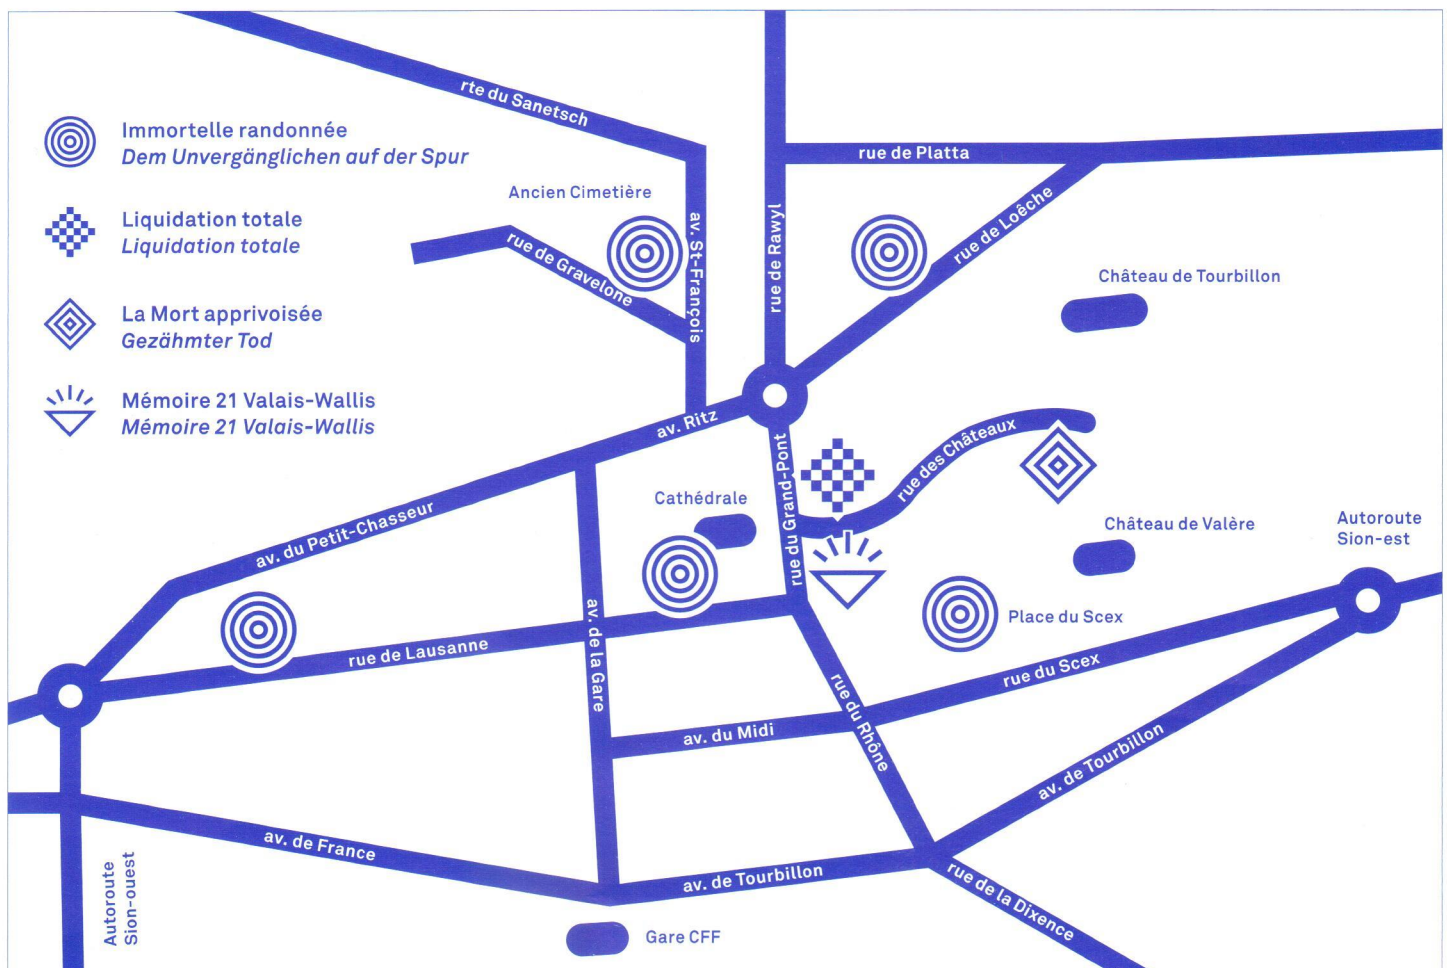 Immortelle randonnée
Dem Unvergänglichen auf der Spur
Liquidation totale
Liquidation totale
La Mort apprivoisée
Gezähmter Tod
Mémoire 21 Valais-Wallis
Mémoire 21 Valais-Wallis
rte du Sanetsch
Ancien Cimetière
rue de Gravelone
av. St-François
rue de Rawyl
rue de Platta
rue de Loêche
Château de Tourbillon
av. Ritz
rue des Châteaux
av. du Petit-Chasseur
Cathédrale
rue du Grand-Pont
Château de Valère
Autoroute
Sion-est
Place du Scex
rue de Lausanne
av. de la Gare
rue du Scex
av. du Midi
rue du Rhône
av. de Tourbillon
av. de France
Autoroute
Sion-ouest
av. de Tourbillon
rue de la Dixence
Gare CFF